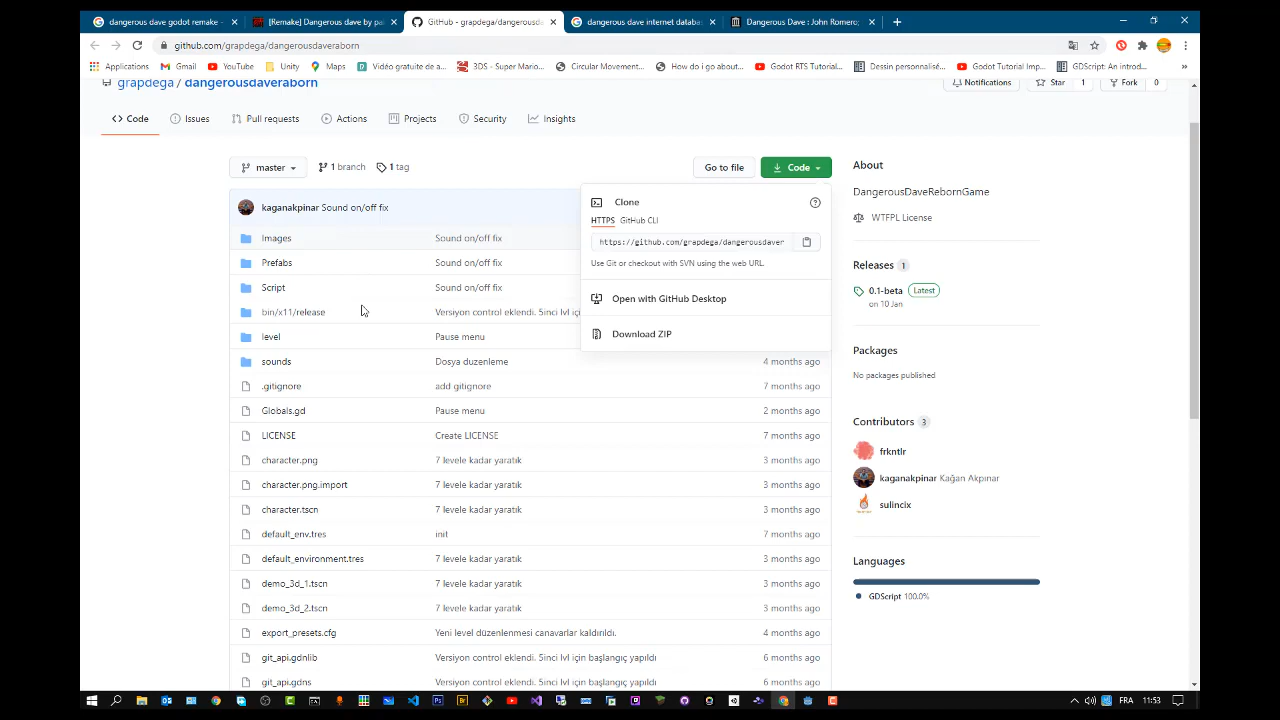 dangerous dave godot remake -
[Remake] Dangerous dave by pa
GitHub - grapdega/dangerousda
dangerous dave internet databas
Dangerous Dave : John Romero;
github.com/grapdega/dangerousdaveraborn
Applications
Gmail
YouTube
Unity
Maps
Vidéo gratuite de a...
3DS - Super Mario...
Circular Movement...
How do i go about...
Godot RTS Tutorial...
Dessin personnalisé...
Godot Tutorial Imp...
GDScript: An introd...
»
grapdega / dangerousdaveraborn
Notifications
Star 1
Fork 0
<> Code
Issues
Pull requests
Actions
Projects
Security
Insights
master
1 branch
1 tag
Go to file
Code
kaganakpinar Sound on/off fix
Images Sound on/off fix
Prefabs Sound on/off fix
Script Sound on/off fix
bin/x11/release Versiyon control eklendi. 5inci lvl içi
level Pause menu
sounds Dosya duzenleme 4 months ago
.gitignore add gitignore 7 months ago
Globals.gd Pause menu 2 months ago
LICENSE Create LICENSE 7 months ago
character.png 7 levele kadar yaratık 3 months ago
character.png.import 7 levele kadar yaratık 3 months ago
character.tscn 7 levele kadar yaratık 3 months ago
default_env.tres init 7 months ago
default_environment.tres 7 levele kadar yaratık 3 months ago
demo_3d_1.tscn 7 levele kadar yaratık 3 months ago
demo_3d_2.tscn 7 levele kadar yaratık 3 months ago
export_presets.cfg Yeni level düzenlenmesi canavarlar kaldırıldı. 4 months ago
git_api.gdnlib Versiyon control eklendi. 5inci lvl için başlangıç yapıldı 6 months ago
git_api.gdns Versiyon control eklendi. 5inci lvl için başlangıç yapıldı 6 months ago
Clone
HTTPS GitHub CLI
https://github.com/grapdega/dangerousdaver
Use Git or checkout with SVN using the web URL.
Open with GitHub Desktop
Download ZIP
About
DangerousDaveRebornGame
WTFPL License
Releases 1
0.1-beta Latest
on 10 Jan
Packages
No packages published
Contributors 3
frkntlr
kaganakpinar Kağan Akpınar
sulincix
Languages
GDScript 100.0%
FRA
11:53